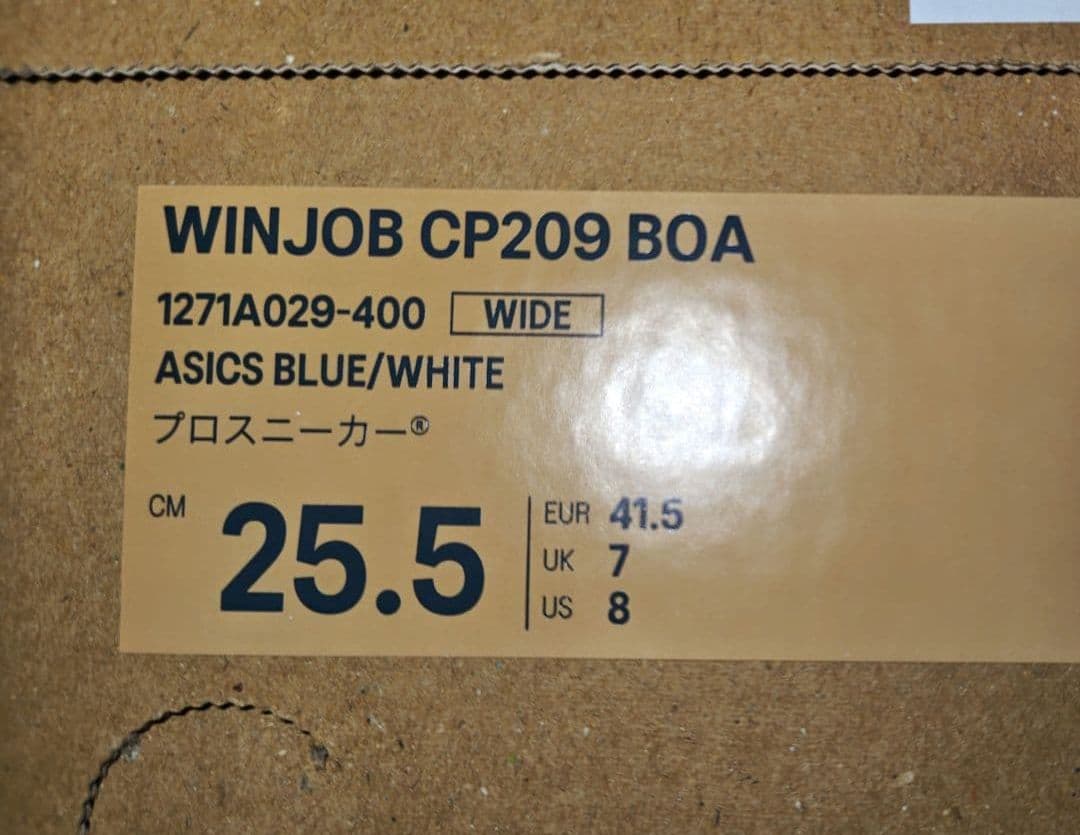 WINJOB CP209 BOA
1271A029-400 WIDE
ASICS BLUE/WHITE
プロスニーカー®
CM 25.5
EUR 41.5
UK 7
US 8